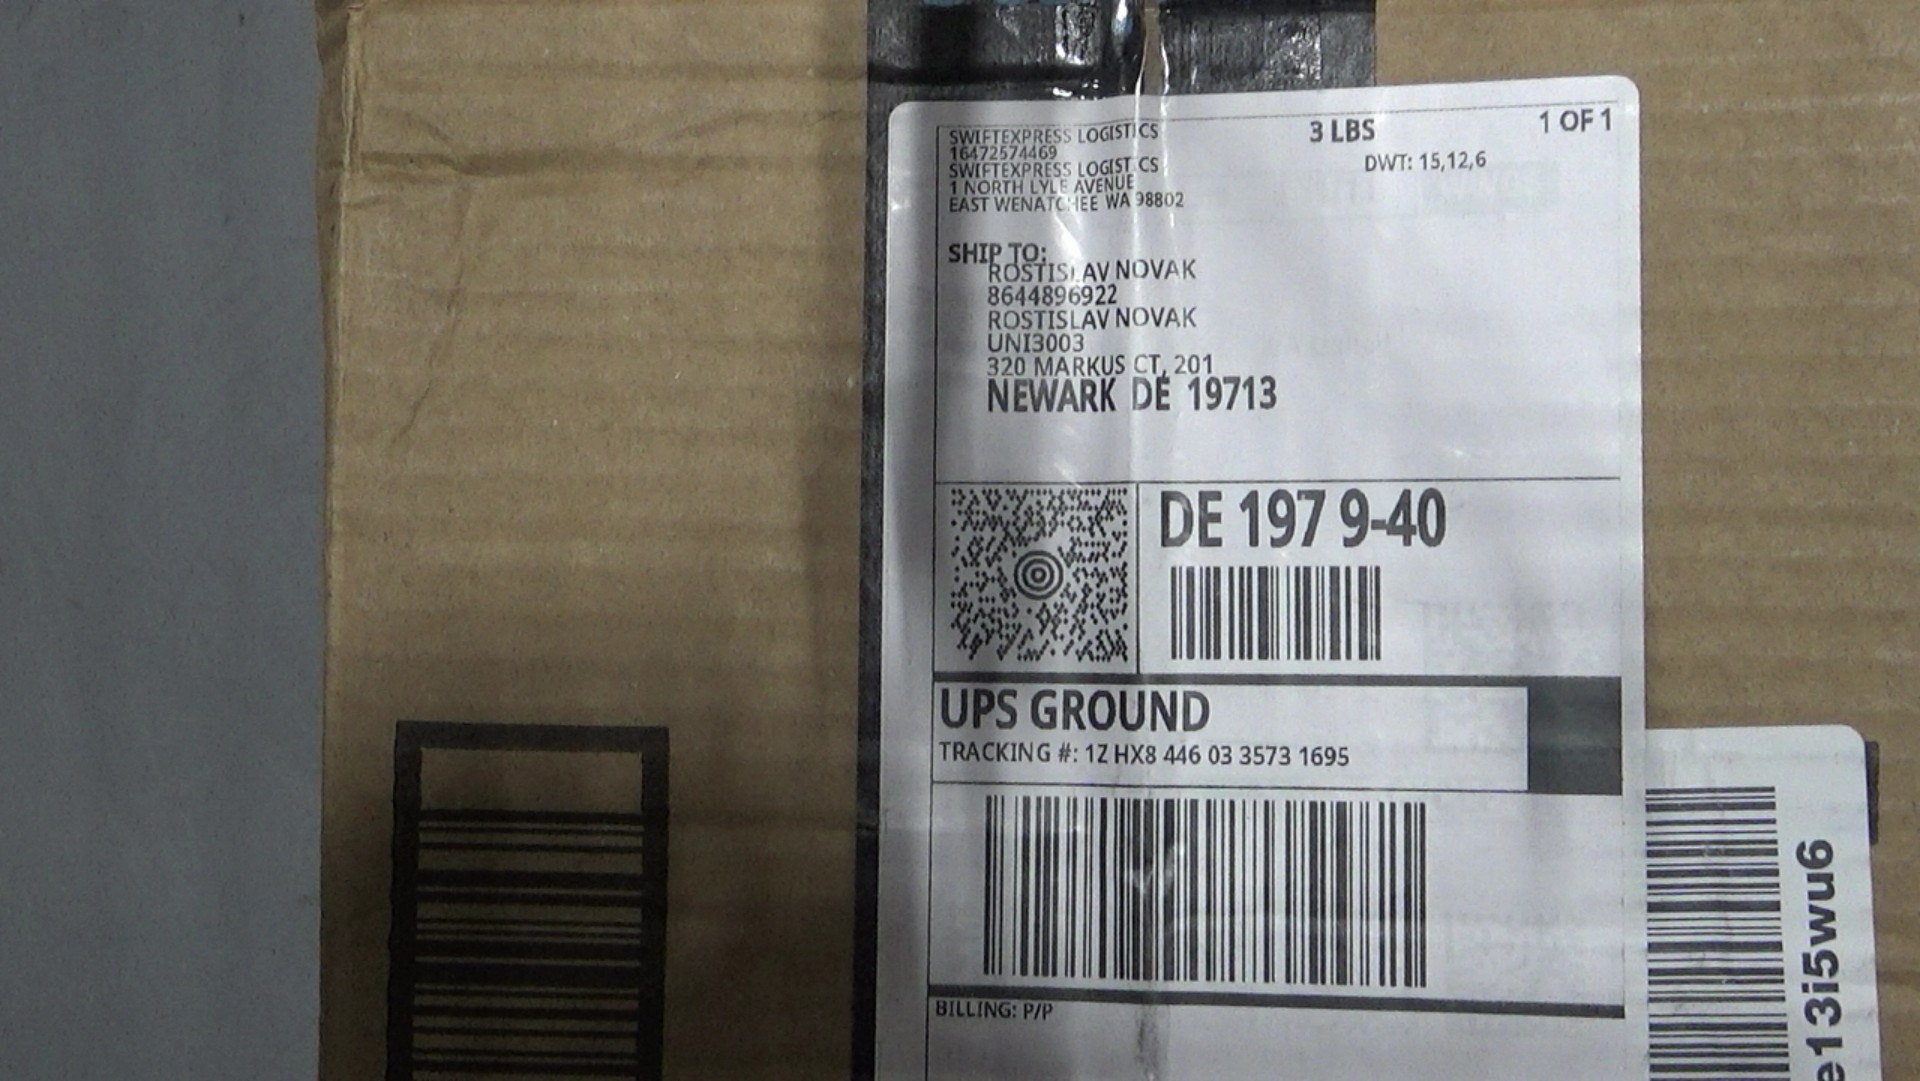 SWIFTEXPRESS LOGISTICS
16472574469
SWIFTEXPRESS LOGISTICS
1 NORTH LYLE AVENUE
EAST WENATCHEE WA 98802
3 LBS
1 OF 1
DWT: 15,12,6
SHIP TO:
ROSTISLAV NOVAK
8644896922
ROSTISLAV NOVAK
UNI3003
320 MARKUS CT, 201
NEWARK DE 19713
DE 197 9-40
UPS GROUND
TRACKING #: 1Z HX8 446 03 3573 1695
BILLING: P/P
e13i5wu6